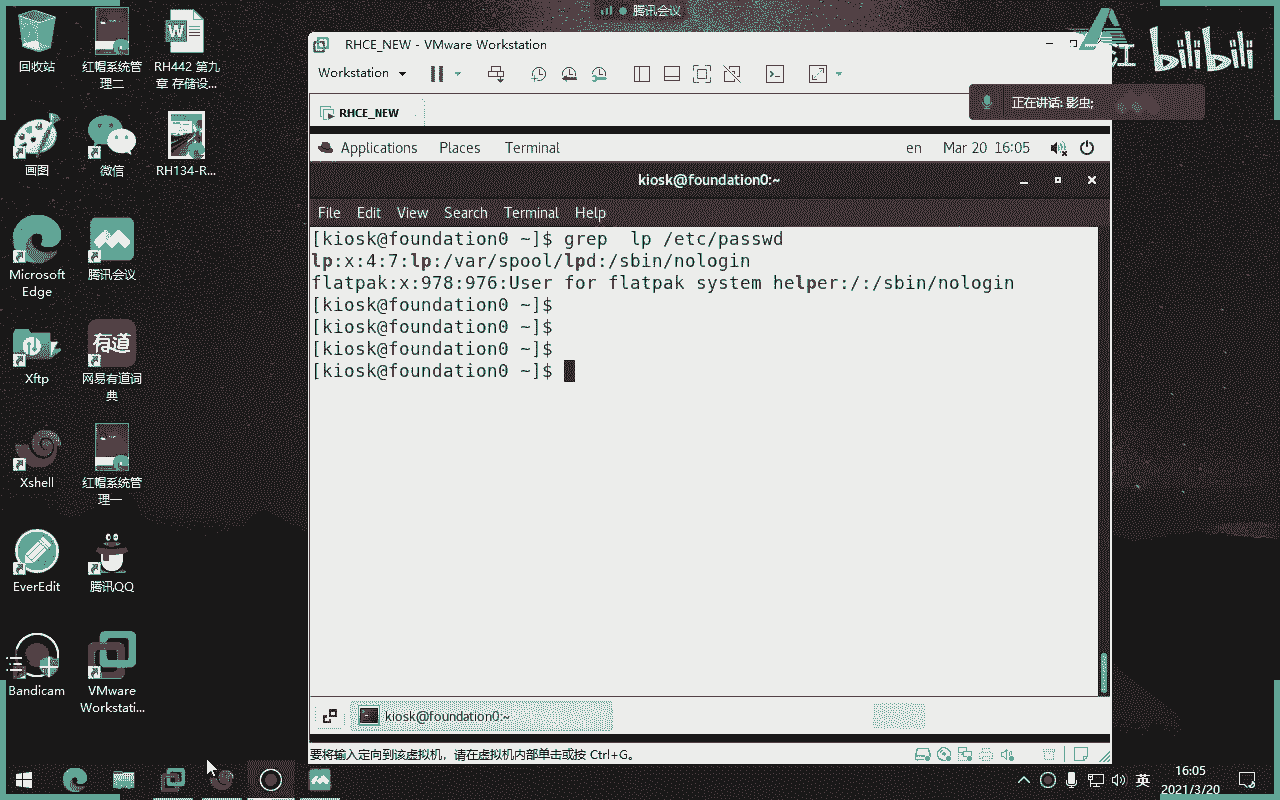 腾讯会议
bilibili
正在讲话: 影虫;
回收站
红帽系统管
理二
RH442 第九
章 存储设...
画图
微信
RH134-R...
Microsoft
Edge
腾讯会议
Xftp
网易有道词
典
有道
Xshell
红帽系统管
理一
EverEdit
腾讯QQ
Bandicam
VMware
Workstati...
RHCE_NEW - VMware Workstation
Workstation
RHCE_NEW
Applications Places Terminal en Mar 20 16:05
kiosk@foundation0:~
File Edit View Search Terminal Help
[kiosk@foundation0 ~]$ grep  lp /etc/passwd
lp:x:4:7:lp:/var/spool/lpd:/sbin/nologin
flatpak:x:978:976:User for flatpak system helper:/:/sbin/nologin
[kiosk@foundation0 ~]$
[kiosk@foundation0 ~]$
[kiosk@foundation0 ~]$
[kiosk@foundation0 ~]$
kiosk@foundation0:~
要将输入定向到该虚拟机，请在虚拟机内部单击或按 Ctrl+G。
英
16:05
2021/3/20